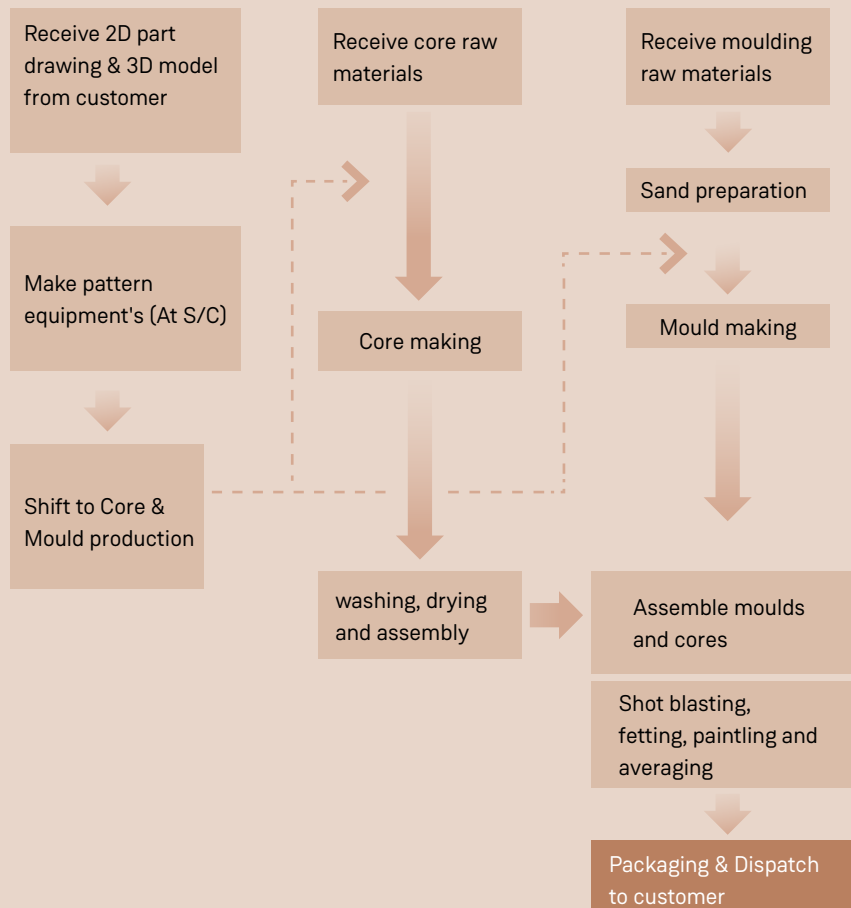 Receive 2D part
drawing & 3D model
from customer
Make pattern
equipment's (At S/C)
Shift to Core &
Mould production
Receive core raw
materials
Core making
washing, drying
and assembly
Receive moulding
raw materials
Sand preparation
Mould making
Assemble moulds
and cores
Shot blasting,
fetting, paintling and
averaging
Packaging & Dispatch
to customer